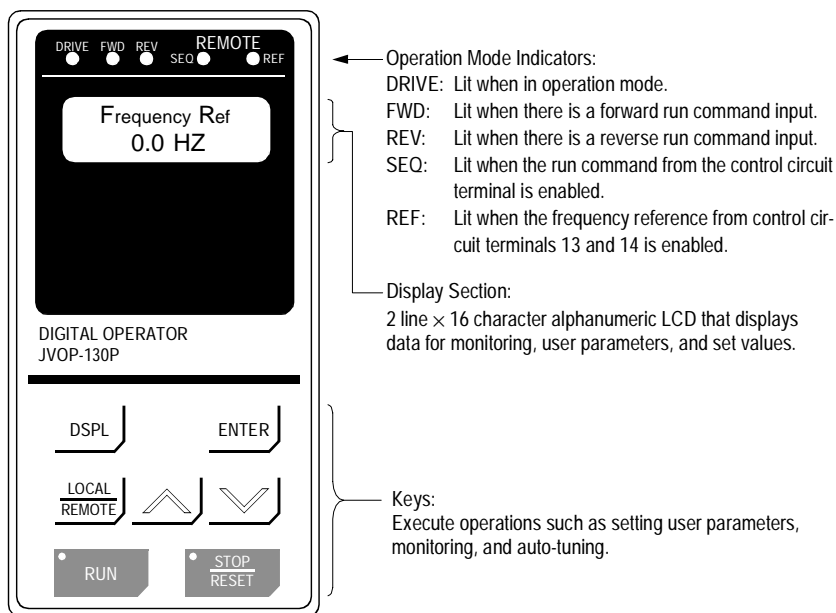 DRIVE FWD REV REMOTE
SEQ REF
Frequency Ref
0.0 HZ
DIGITAL OPERATOR
JVOP-130P
DSPL ENTER
LOCAL
REMOTE
RUN
STOP
RESET
Operation Mode Indicators:
DRIVE: Lit when in operation mode.
FWD: Lit when there is a forward run command input.
REV: Lit when there is a reverse run command input.
SEQ: Lit when the run command from the control circuit
terminal is enabled.
REF: Lit when the frequency reference from control cir-
cuit terminals 13 and 14 is enabled.
Display Section:
2 line × 16 character alphanumeric LCD that displays
data for monitoring, user parameters, and set values.
Keys:
Execute operations such as setting user parameters,
monitoring, and auto-tuning.